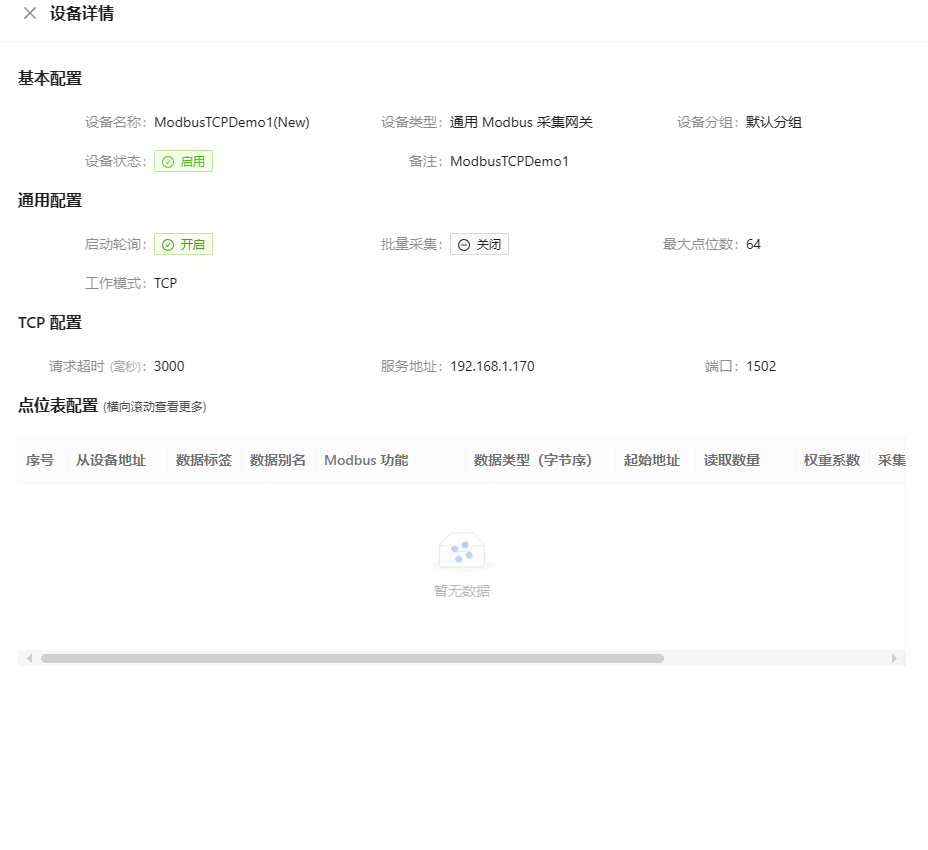 设备详情
基本配置
设备名称: ModbusTCPDemo1(New) 设备类型: 通用 Modbus 采集网关 设备分组: 默认分组
设备状态: 启用 备注: ModbusTCPDemo1
通用配置
启动轮询: 开启 批量采集: 关闭 最大点位数: 64
工作模式: TCP
TCP 配置
请求超时 (毫秒): 3000 服务地址: 192.168.1.170 端口: 1502
点位表配置 (横向滚动查看更多)
序号 从设备地址 数据标签 数据别名 Modbus 功能 数据类型（字节序） 起始地址 读取数量 权重系数 采集
暂无数据